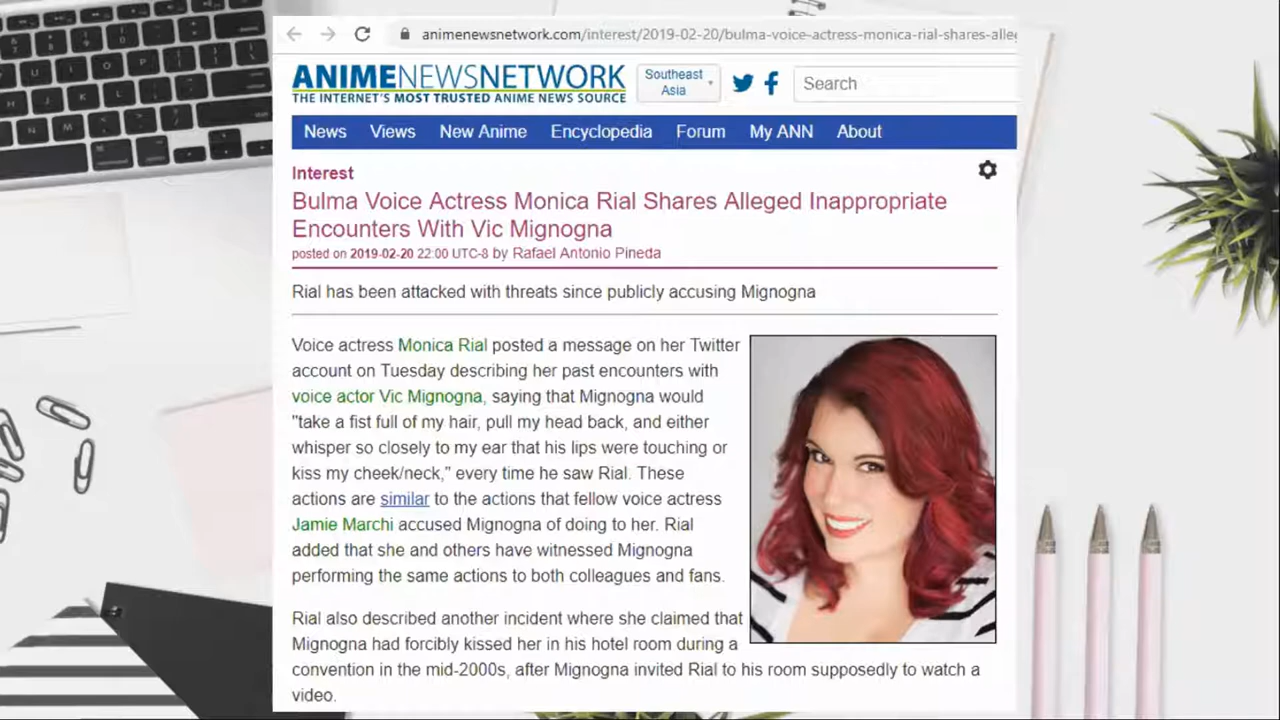 animenewsnetwork.com/interest/2019-02-20/bulma-voice-actress-monica-rial-shares-alleg
ANIMENEWSNETWORK
THE INTERNET'S MOST TRUSTED ANIME NEWS SOURCE
Southeast
Asia
Search
News Views New Anime Encyclopedia Forum My ANN About
Interest
Bulma Voice Actress Monica Rial Shares Alleged Inappropriate
Encounters With Vic Mignogna
posted on 2019-02-20 22:00 UTC-8 by Rafael Antonio Pineda
Rial has been attacked with threats since publicly accusing Mignogna
Voice actress Monica Rial posted a message on her Twitter
account on Tuesday describing her past encounters with
voice actor Vic Mignogna, saying that Mignogna would
"take a fist full of my hair, pull my head back, and either
whisper so closely to my ear that his lips were touching or
kiss my cheek/neck," every time he saw Rial. These
actions are similar to the actions that fellow voice actress
Jamie Marchi accused Mignogna of doing to her. Rial
added that she and others have witnessed Mignogna
performing the same actions to both colleagues and fans.
Rial also described another incident where she claimed that
Mignogna had forcibly kissed her in his hotel room during a
convention in the mid-2000s, after Mignogna invited Rial to his room supposedly to watch a
video.